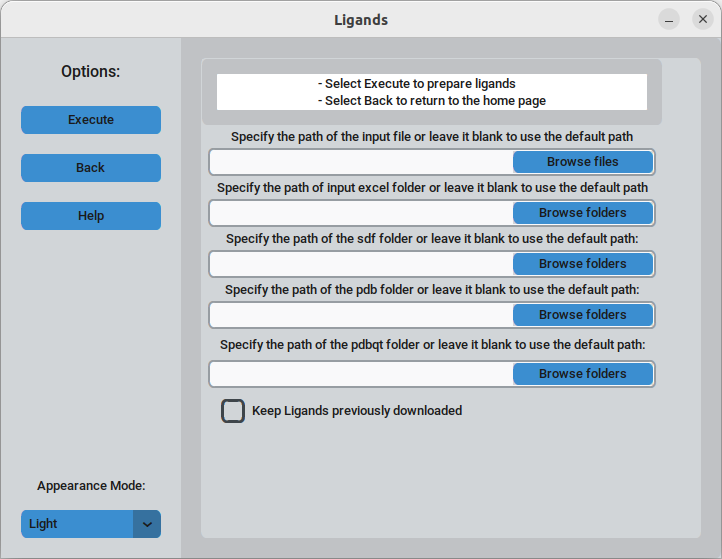 Ligands
Options:
Execute
Back
Help
Appearance Mode:
Light
- Select Execute to prepare ligands
- Select Back to return to the home page
Specify the path of the input file or leave it blank to use the default path
Browse files
Specify the path of input excel folder or leave it blank to use the default path
Browse folders
Specify the path of the sdf folder or leave it blank to use the default path:
Browse folders
Specify the path of the pdb folder or leave it blank to use the default path:
Browse folders
Specify the path of the pdbqt folder or leave it blank to use the default path:
Browse folders
Keep Ligands previously downloaded